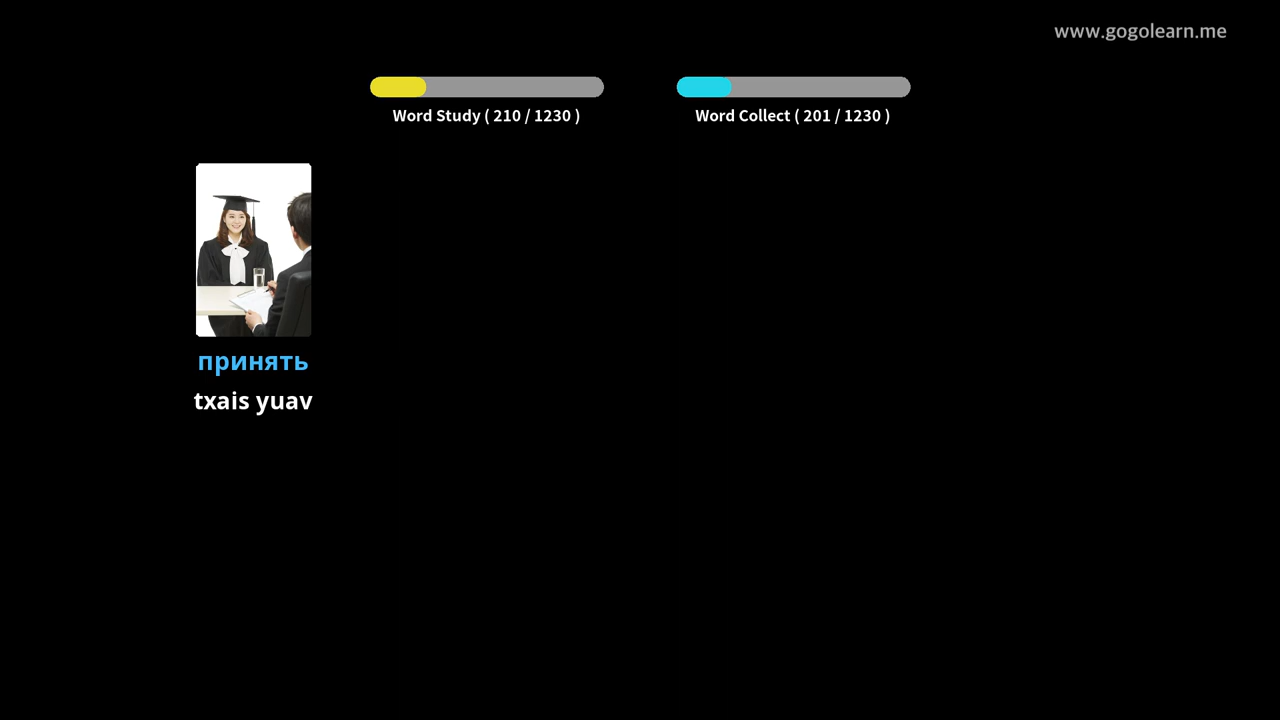 www.gogolearn.me
Word Study ( 210 / 1230 )
Word Collect ( 201 / 1230 )
принять
txais yuav